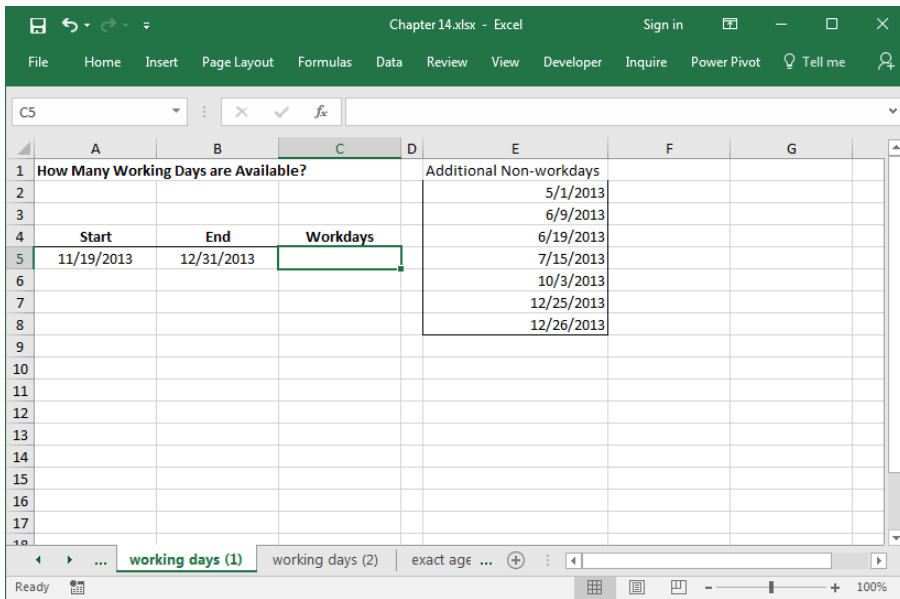 Chapter 14.xlsx - Excel Sign in
File Home Insert Page Layout Formulas Data Review View Developer Inquire Power Pivot Tell me
C5 fx
A B C D E F G
1 How Many Working Days are Available? Additional Non-workdays
2 5/1/2013
3 6/9/2013
4 Start End Workdays 6/19/2013
5 11/19/2013 12/31/2013 7/15/2013
6 10/3/2013
7 12/25/2013
8 12/26/2013
9
10
11
12
13
14
15
16
17
18
... working days (1) working days (2) exact age ...
Ready 100%